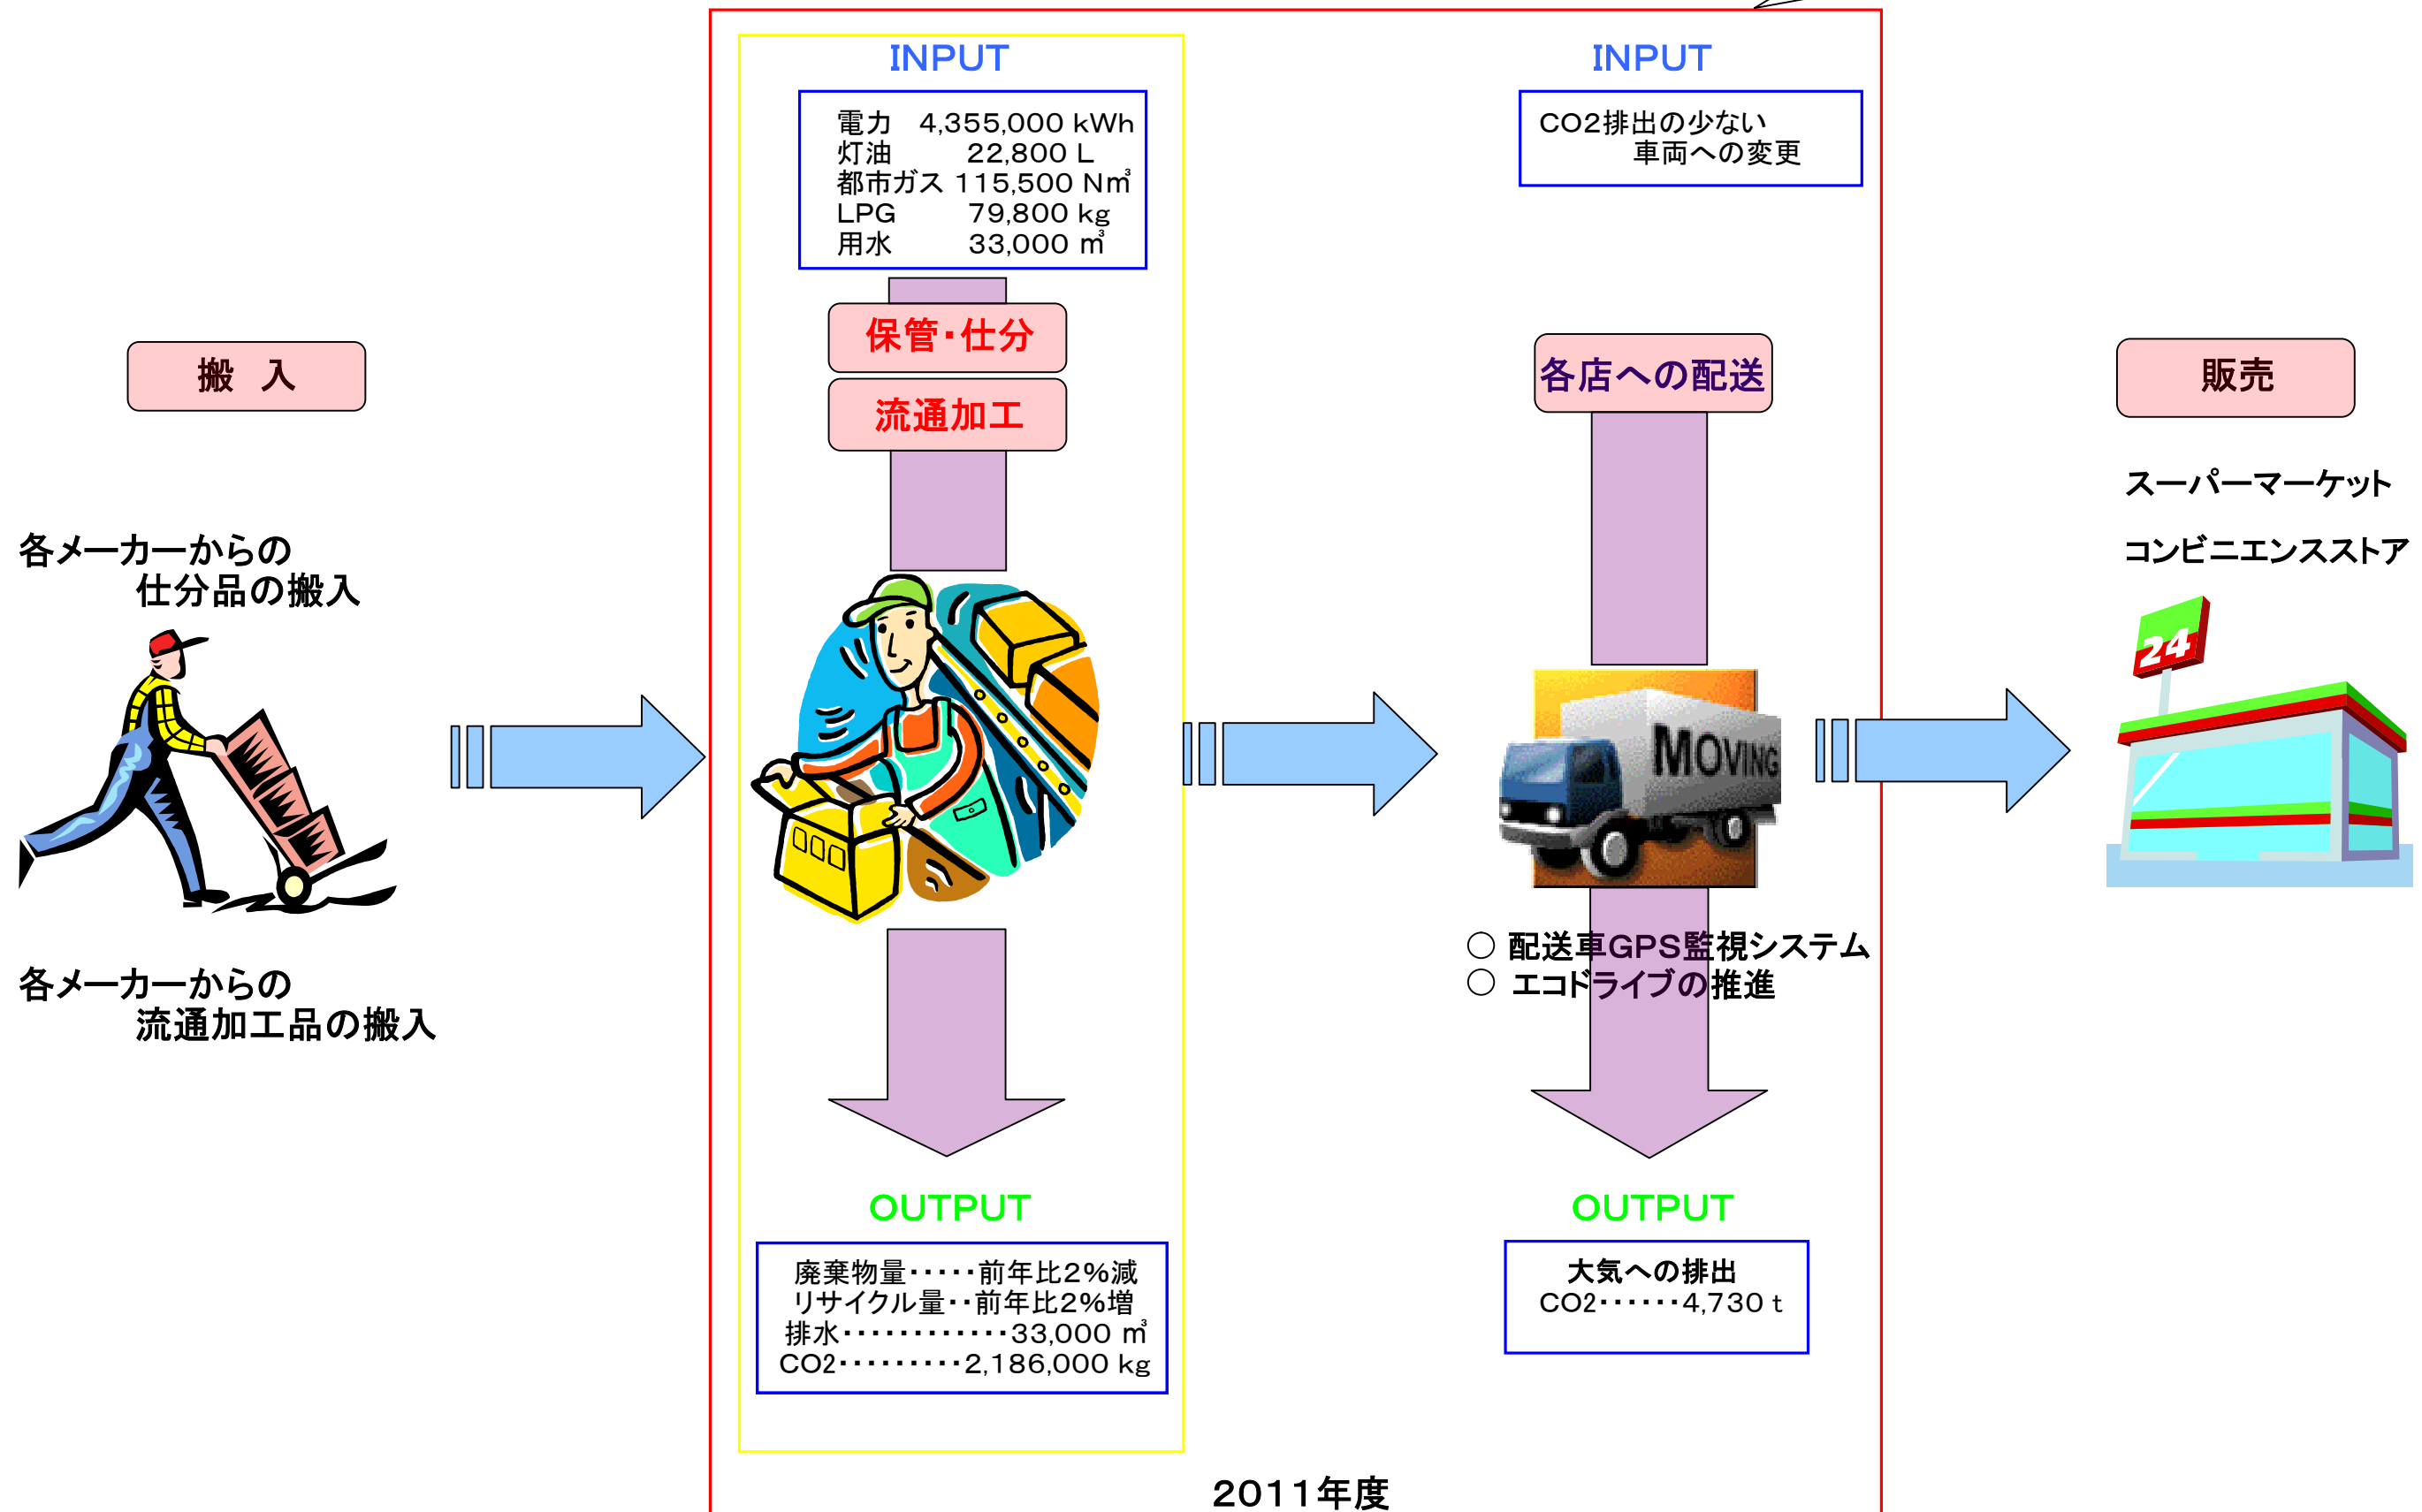 搬　入
各メーカーからの
仕分品の搬入
各メーカーからの
流通加工品の搬入
INPUT
電力　4,355,000 kWh
灯油　22,800 L
都市ガス 115,500 Nm³
LPG　79,800 kg
用水　33,000 m³
保管・仕分
流通加工
OUTPUT
廃棄物量・・・・・前年比2%減
リサイクル量・・前年比2%増
排水・・・・・・・・・・・・33,000 m³
CO2・・・・・・・・・2,186,000 kg
INPUT
CO2排出の少ない
車両への変更
各店への配送
MOVING
○ 配送車GPS監視システム
○ エコドライブの推進
OUTPUT
大気への排出
CO2・・・・・・4,730 t
販売
スーパーマーケット
コンビニエンスストア
24
2011年度